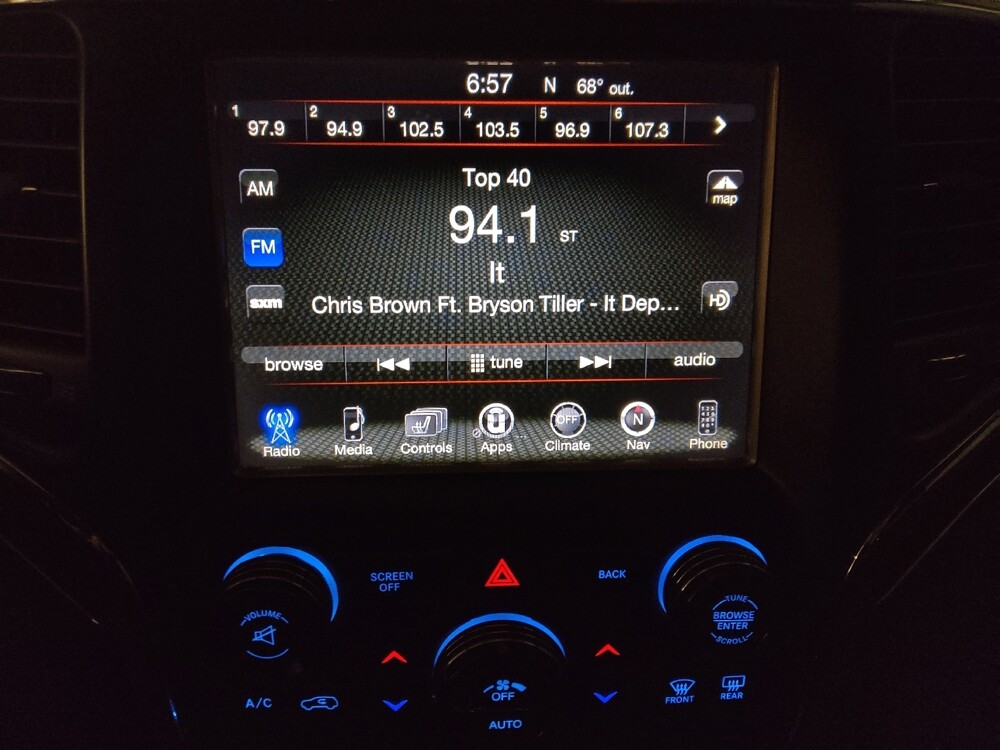 6:57 N 68° out.
1 2 3 4 5 6
97.9 94.9 102.5 103.5 96.9 107.3
AM Top 40 map
94.1 ST
FM
It
sxm Chris Brown Ft. Bryson Tiller - It Dep... HD
browse tune audio
OFF N
Radio Media Controls Apps Climate Nav Phone
SCREEN OFF BACK
VOLUME TUNE
BROWSE
ENTER
SCROLL
OFF
A/C FRONT REAR
AUTO